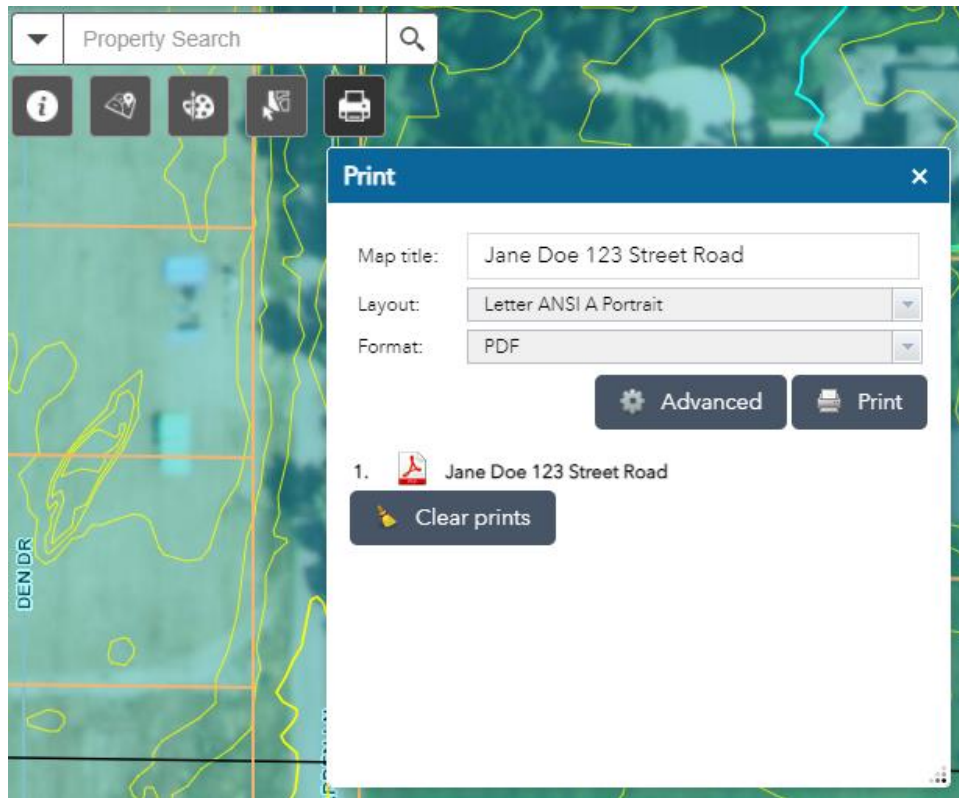 Property Search
Print
Map title: Jane Doe 123 Street Road
Layout: Letter ANSI A Portrait
Format: PDF
Advanced Print
1. Jane Doe 123 Street Road
Clear prints
DEN DR